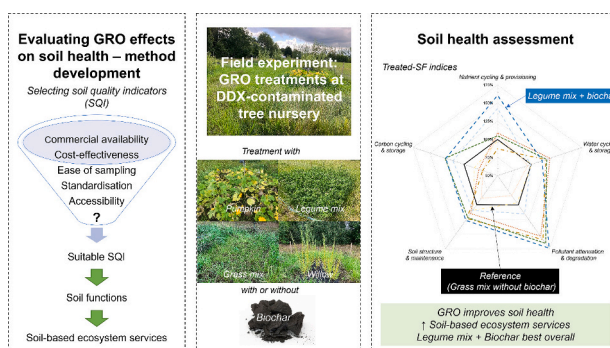 Evaluating GRO effects
on soil health – method
development
Selecting soil quality indicators
(SQI)
Commercial availability
Cost-effectiveness
Ease of sampling
Standardisation
Accessibility
?
Suitable SQI
Soil functions
Soil-based ecosystem services
Field experiment:
GRO treatments at
DDX-contaminated
tree nursery
Treatment with
Pumpkin
Legume mix
Grass mix
Willow
with or without
Biochar
Soil health assessment
Treated-SF indices
Nutrient cycling & provisioning
Legume mix + biochar
Carbon cycling
& storage
Water cycling
& storage
Soil structure
& maintenance
Pollutant attenuation
& degradation
Reference
(Grass mix without biochar)
GRO improves soil health
↑ Soil-based ecosystem services
Legume mix + Biochar best overall